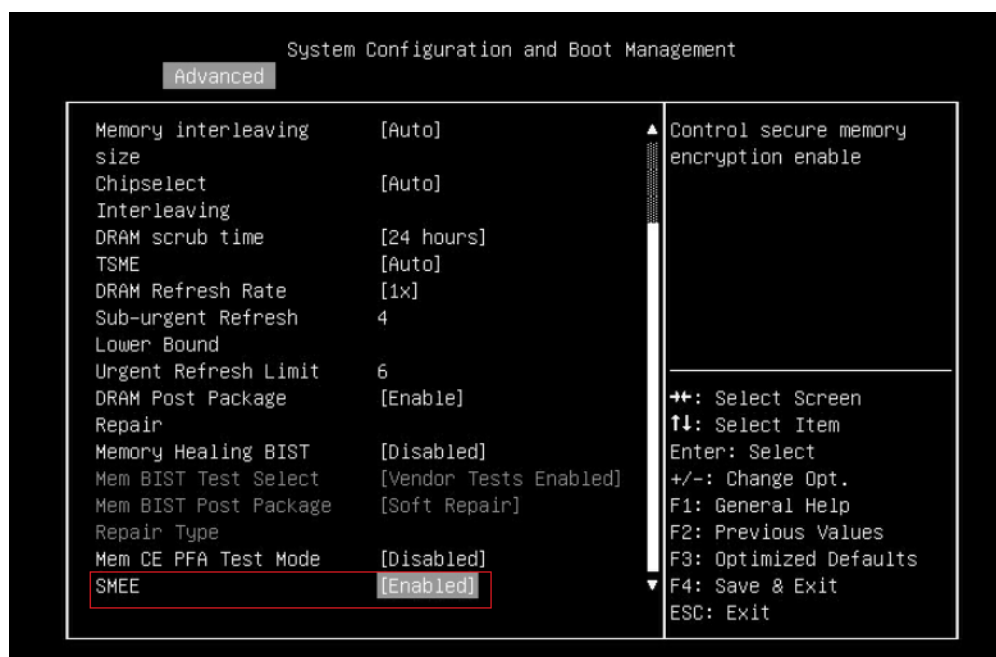 System Configuration and Boot Management
Advanced
Memory interleaving [Auto]
size
Chipselect [Auto]
Interleaving
DRAM scrub time [24 hours]
TSME [Auto]
DRAM Refresh Rate [1x]
Sub-urgent Refresh 4
Lower Bound
Urgent Refresh Limit 6
DRAM Post Package [Enable]
Repair
Memory Healing BIST [Disabled]
Mem BIST Test Select [Vendor Tests Enabled]
Mem BIST Post Package [Soft Repair]
Repair Type
Mem CE PFA Test Mode [Disabled]
SMEE [Enabled]
Control secure memory
encryption enable
→←: Select Screen
↑↓: Select Item
Enter: Select
+/-: Change Opt.
F1: General Help
F2: Previous Values
F3: Optimized Defaults
F4: Save & Exit
ESC: Exit